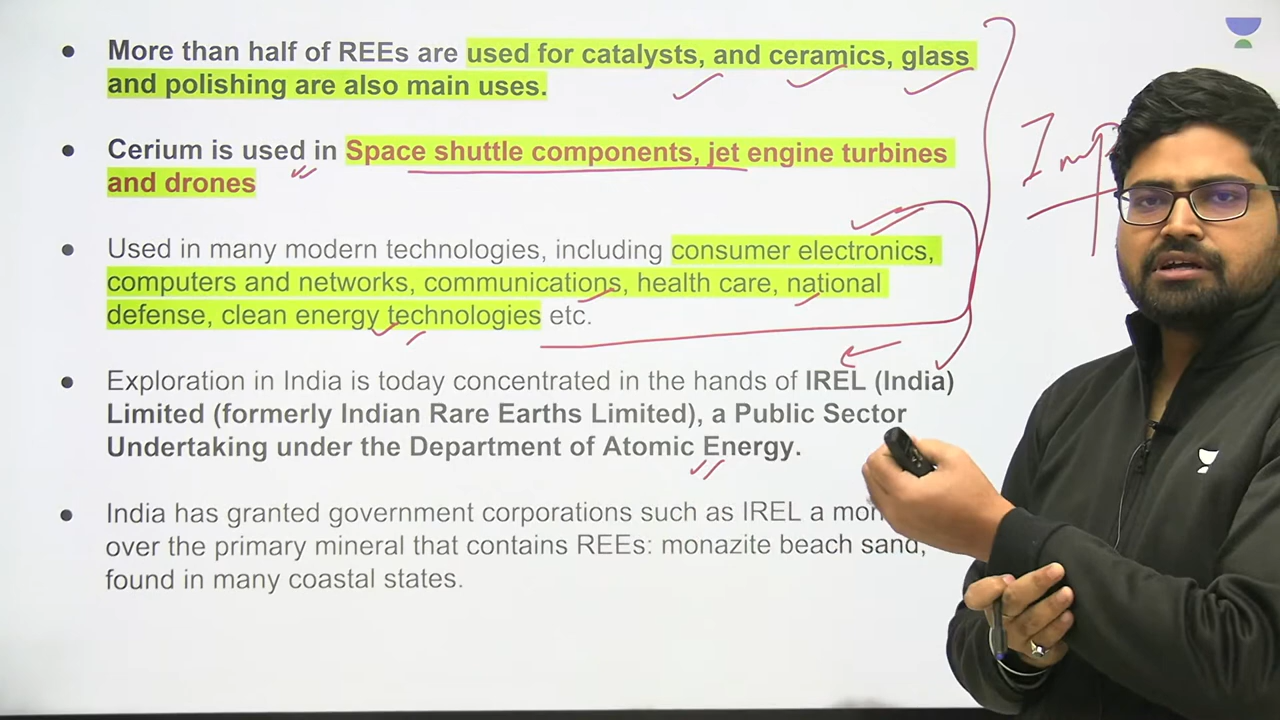 More than half of REEs are used for catalysts, and ceramics, glass
and polishing are also main uses.
Cerium is used in Space shuttle components, jet engine turbines
and drones
Used in many modern technologies, including consumer electronics,
computers and networks, communications, health care, national
defense, clean energy technologies etc.
Exploration in India is today concentrated in the hands of IREL (India)
Limited (formerly Indian Rare Earths Limited), a Public Sector
Undertaking under the Department of Atomic Energy.
India has granted government corporations such as IREL a
over the primary mineral that contains REEs: monazite beach sand,
found in many coastal states.
Imp